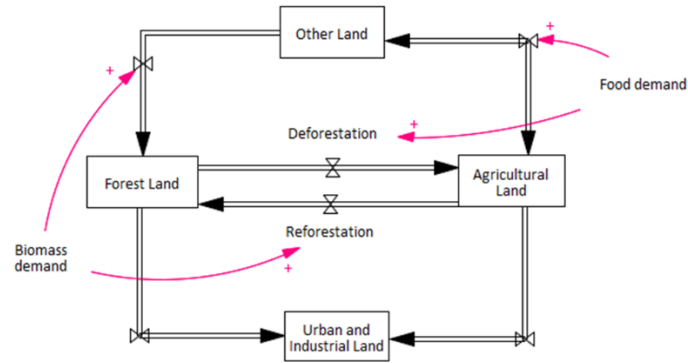 Other Land
+
+
Food demand
+
Deforestation
Forest Land
Agricultural
Land
Reforestation
Biomass
demand
+
Urban and
Industrial Land